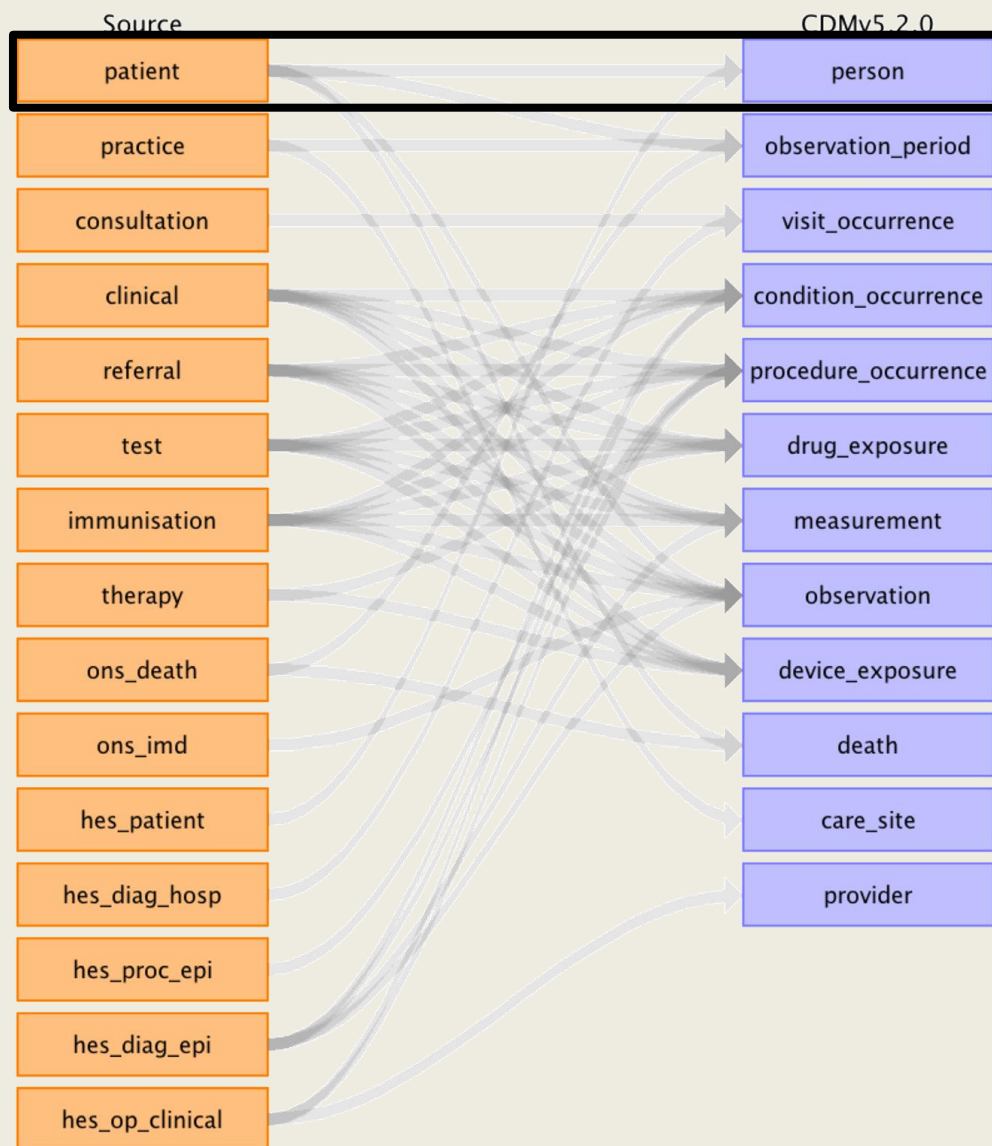 Source CDMv5.2.0
patient person
practice observation_period
consultation visit_occurrence
clinical condition_occurrence
referral procedure_occurrence
test drug_exposure
immunisation measurement
therapy observation
ons_death device_exposure
ons_imd death
hes_patient care_site
hes_diag_hosp provider
hes_proc_epi
hes_diag_epi
hes_op_clinical